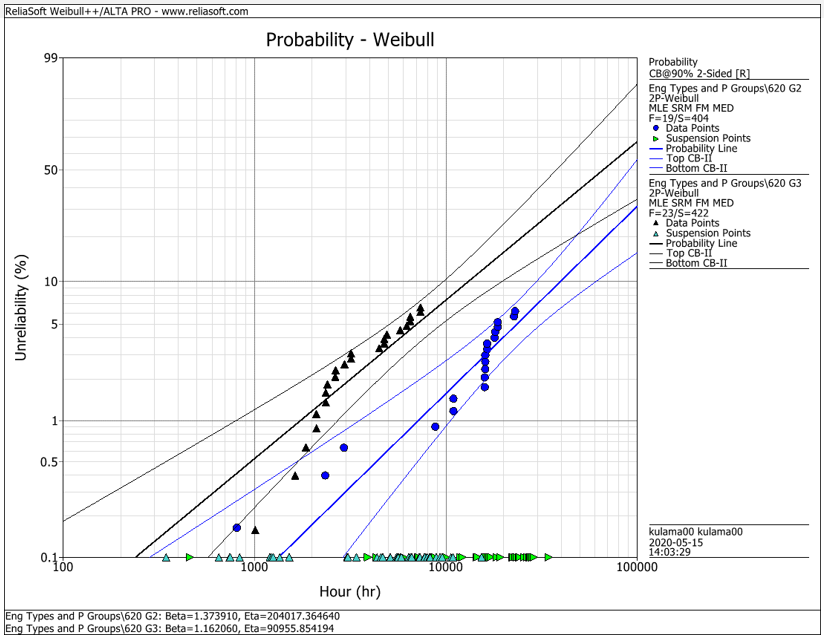 ReliaSoft Weibull++/ALTA PRO - www.reliasoft.com
Probability - Weibull
99
50
10
5
1
0.5
0.1
Unreliability (%)
100
1000
10000
100000
Hour (hr)
Probability
CB@90% 2-Sided [R]
Eng Types and P Groups\620 G2
2P-Weibull
MLE SRM FM MED
F=19/S=404
Data Points
Suspension Points
Probability Line
Top CB-II
Bottom CB-II
Eng Types and P Groups\620 G3
2P-Weibull
MLE SRM FM MED
F=23/S=422
Data Points
Suspension Points
Probability Line
Top CB-II
Bottom CB-II
kulama00 kulama00
2020-05-15
14:03:29
Eng Types and P Groups\620 G2: Beta=1.373910, Eta=204017.364640
Eng Types and P Groups\620 G3: Beta=1.162060, Eta=90955.854194